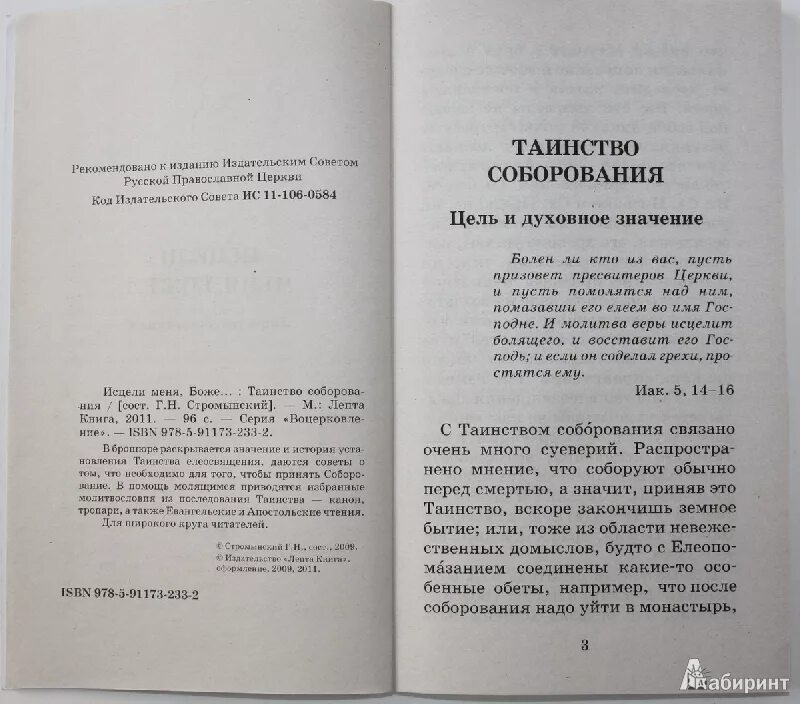 Рекомендовано к изданию Издательским Советом
Русской Православной Церкви
Код Издательского Совета ИС 11-106-0584
Исцели меня, Боже... : Таинство соборова-
ния / [сост. Г.Н. Стромынский]. — М.: Лепта
Книга, 2011. — 96 с. — Серия «Воцерковле-
ние». — ISBN 978-5-91173-233-2.
В брошюре раскрывается значение и история уста-
новления Таинства елеосвящения, даются советы о
том, что необходимо для того, чтобы принять Соборо-
вание. В помощь молящимся приводятся избранные
молитвословия из последования Таинства — канон,
тропари, а также Евангельские и Апостольские чтения.
Для широкого круга читателей.
© Стромынский Г.Н., сост., 2009.
© Издательство «Лепта Книга»,
оформление, 2009, 2011.
ISBN 978-5-91173-233-2
ТАИНСТВО
СОБОРОВАНИЯ
Цель и духовное значение
Болен ли кто из вас, пусть
призовет пресвитеров Церкви,
и пусть помолятся над ним,
помазавши его елеем во имя Гос-
подне. И молитва веры исцелит
болящего, и восставит его Гос-
подь; и если он соделал грехи, про-
стятся ему.
Иак. 5, 14–16
С Таинством собо́рования связано
очень много суеверий. Распростра-
нено мнение, что соборуют обычно
перед смертью, а значит, приняв это
Таинство, вскоре закончишь земное
бытие; или, тоже из области невеже-
ственных домыслов, будто с Елеопо-
ма́занием соединены какие-то осо-
бенные обеты, например, что после
соборования надо уйти в монастырь,
3
Лабиринт